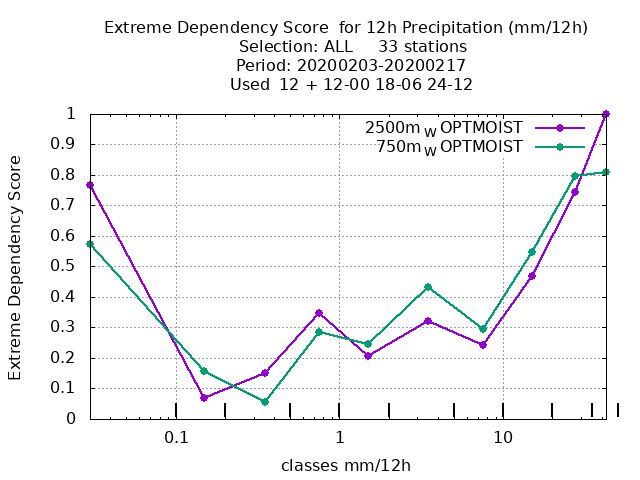 Extreme Dependency Score  for 12h Precipitation (mm/12h)
Selection: ALL     33 stations
Period: 20200203-20200217
Used  12 + 12-00 18-06 24-12
2500m W OPTMOIST
750m W OPTMOIST
1
0.9
0.8
0.7
0.6
0.5
0.4
0.3
0.2
0.1
0
Extreme Dependency Score
0.1 1 10
classes mm/12h